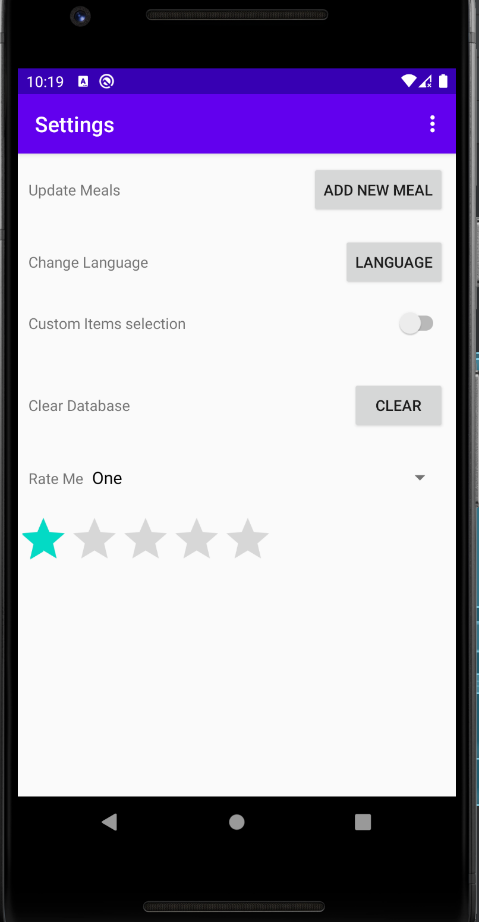 10:19
Settings
Update Meals ADD NEW MEAL
Change Language LANGUAGE
Custom Items selection
Clear Database CLEAR
Rate Me One